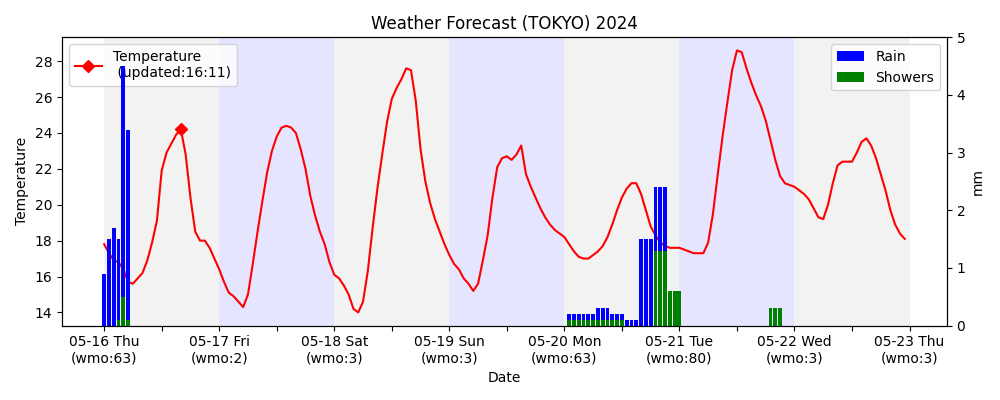 Weather Forecast (TOKYO) 2024
Temperature
(updated:16:11)
Rain
Showers
Temperature
28
26
24
22
20
18
16
14
5
4
3
2
1
0
mm
05-16 Thu
(wmo:63)
05-17 Fri
(wmo:2)
05-18 Sat
(wmo:3)
05-19 Sun
(wmo:3)
05-20 Mon
(wmo:63)
05-21 Tue
(wmo:80)
05-22 Wed
(wmo:3)
05-23 Thu
(wmo:3)
Date